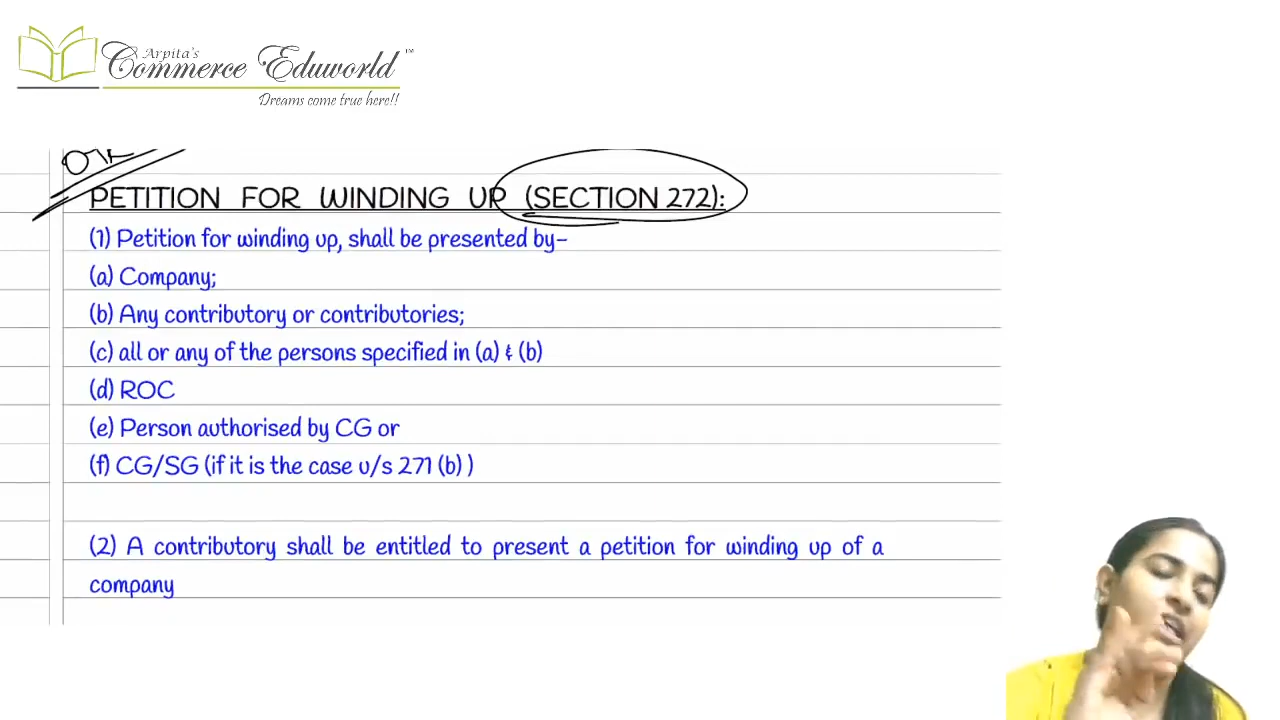 Arpita's
Commerce Eduworld™
Dreams come true here!!
PETITION FOR WINDING UP (SECTION 272):
(1) Petition for winding up, shall be presented by-
(a) Company;
(b) Any contributory or contributories;
(c) all or any of the persons specified in (a) & (b)
(d) ROC
(e) Person authorised by CG or
(f) CG/SG (if it is the case u/s 271 (b) )
(2) A contributory shall be entitled to present a petition for winding up of a
company